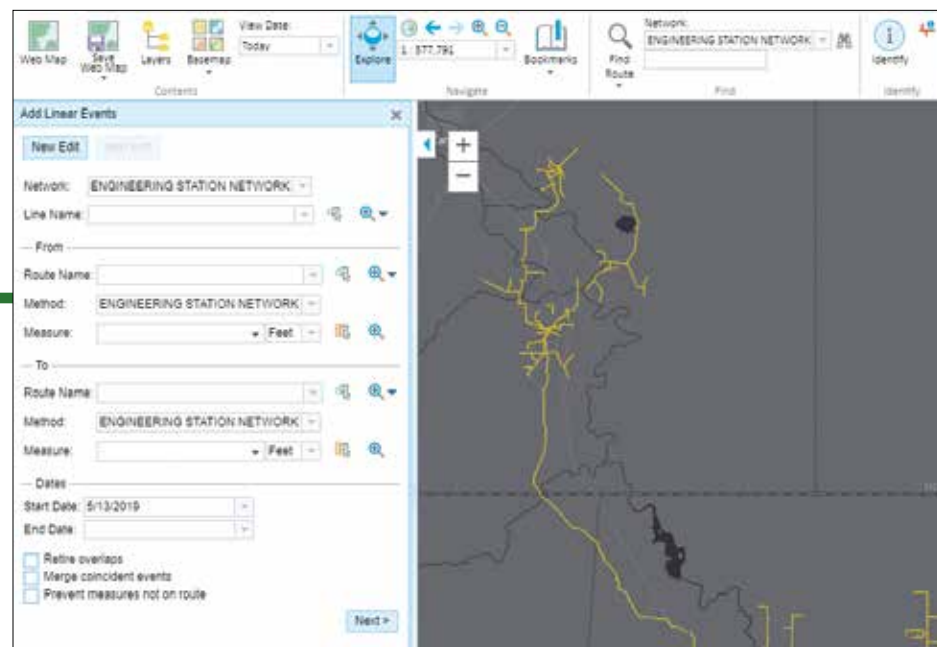 View Date:
Today
Web Map
Save
Web Map
Layers
Basemap
Contents
Explore
1 : 577,791
Bookmarks
Navigate
Find
Route
Network:
ENGINEERING STATION NETWORK
Find
Identify
Identify
Add Linear Events
New Edit
Network: ENGINEERING STATION NETWORK
Line Name:
From
Route Name:
Method: ENGINEERING STATION NETWORK
Measure: Feet
To
Route Name:
Method: ENGINEERING STATION NETWORK
Measure: Feet
Dates
Start Date: 5/13/2019
End Date:
Retire overlaps
Merge coincident events
Prevent measures not on route
Next >